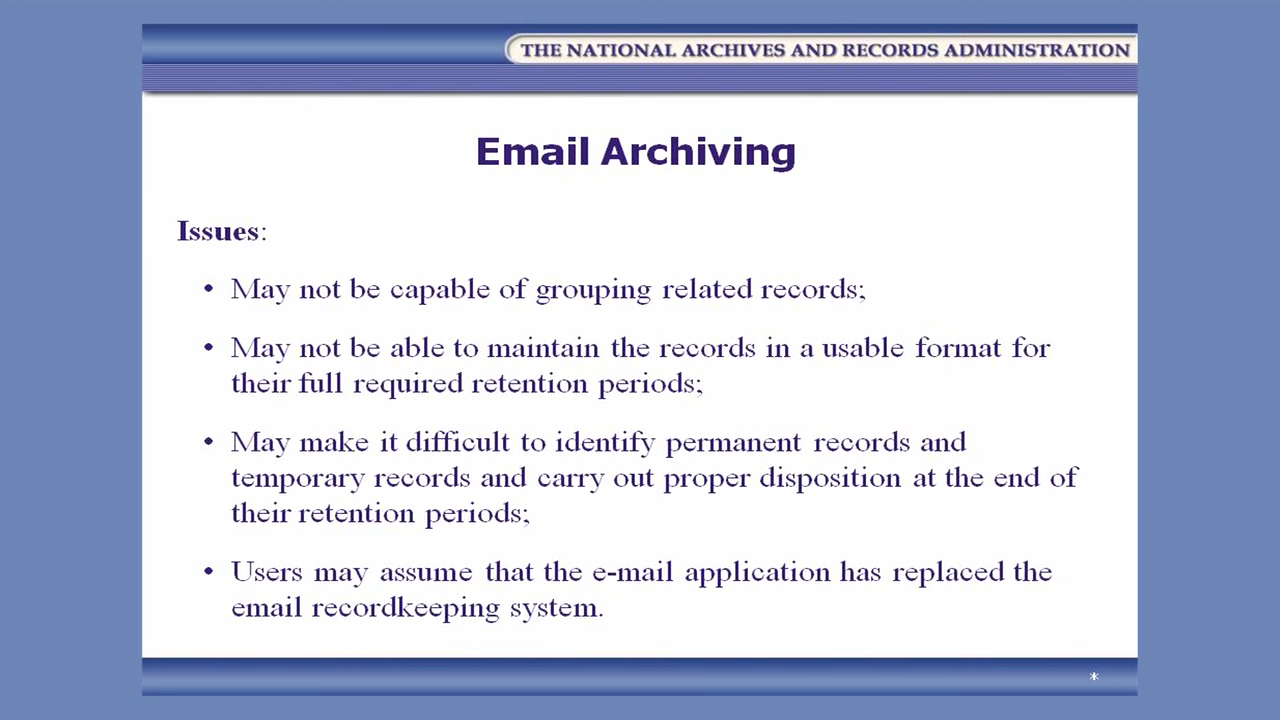 THE NATIONAL ARCHIVES AND RECORDS ADMINISTRATION
Email Archiving
Issues:
• May not be capable of grouping related records;
• May not be able to maintain the records in a usable format for
their full required retention periods;
• May make it difficult to identify permanent records and
temporary records and carry out proper disposition at the end of
their retention periods;
• Users may assume that the e-mail application has replaced the
email recordkeeping system.
*